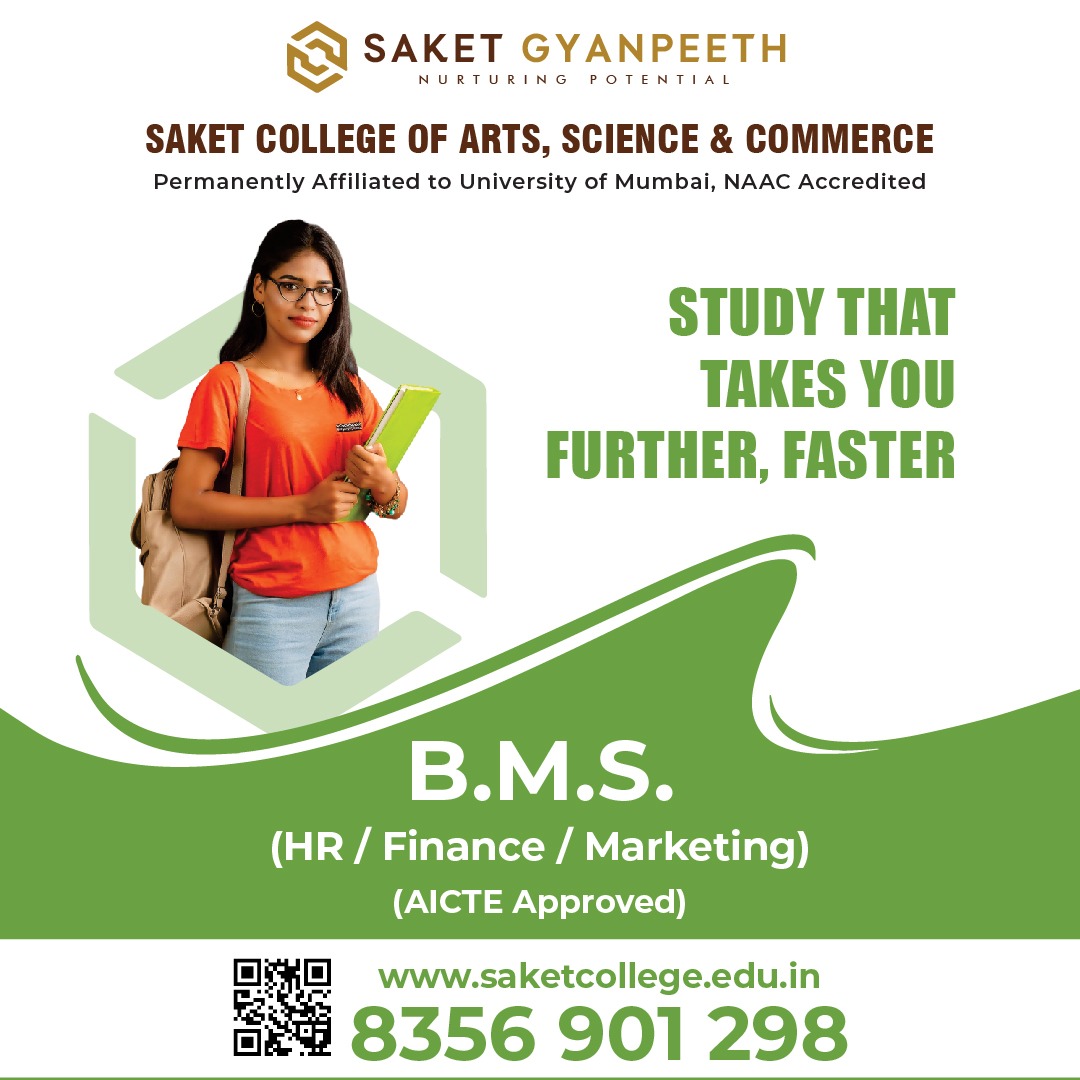 SAKET GYANPEETH
NURTURING POTENTIAL
SAKET COLLEGE OF ARTS, SCIENCE & COMMERCE
Permanently Affiliated to University of Mumbai, NAAC Accredited
STUDY THAT
TAKES YOU
FURTHER, FASTER
B.M.S.
(HR / Finance / Marketing)
(AICTE Approved)
www.saketcollege.edu.in
8356 901 298